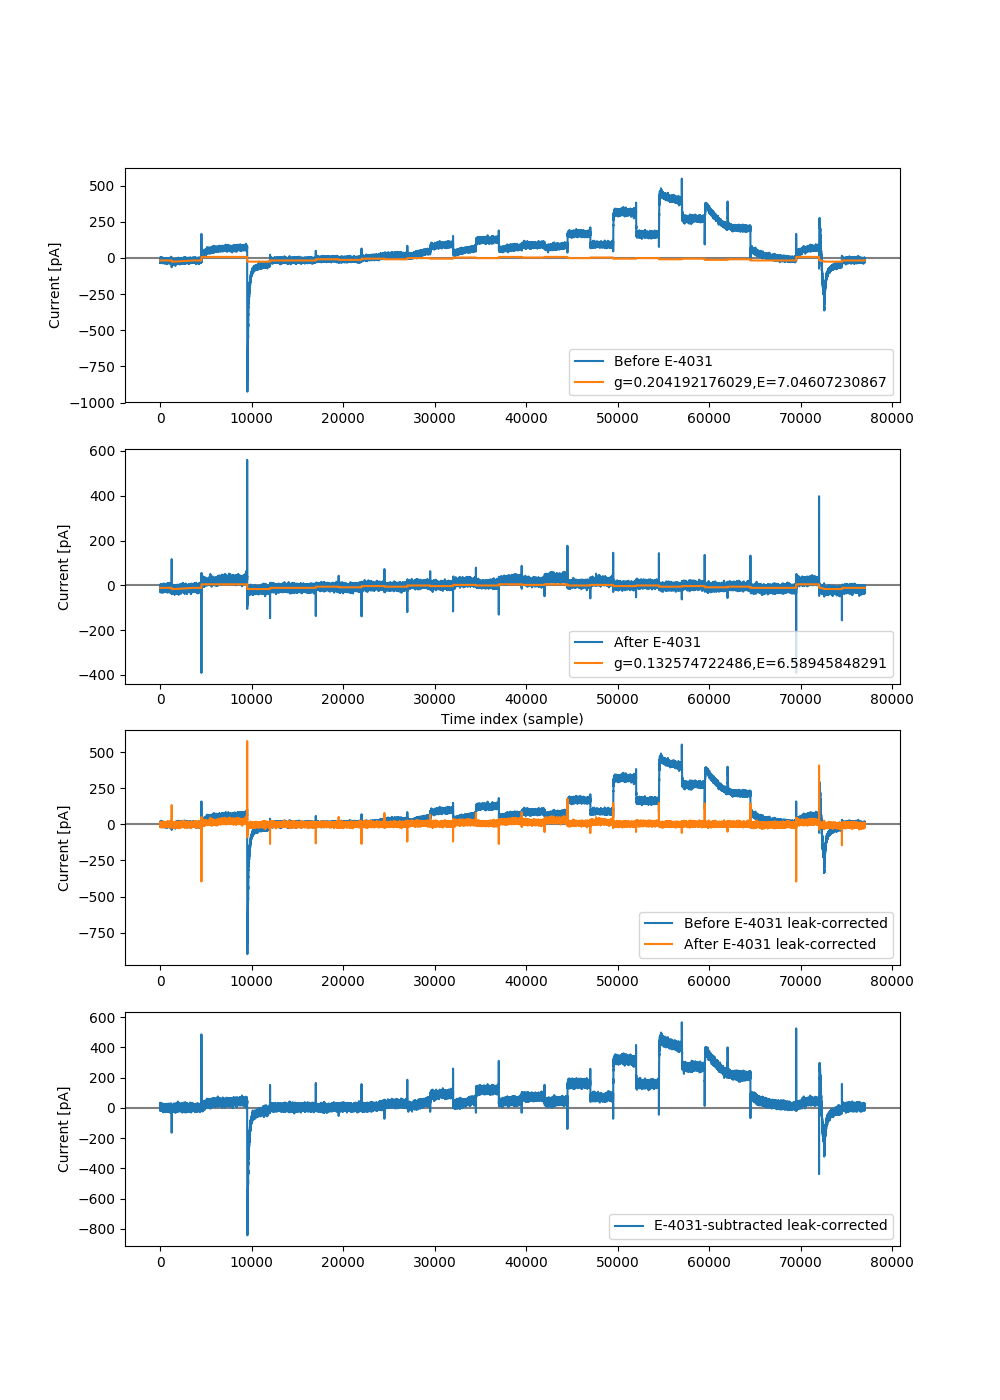 500
250
0
−250
−500
−750
−1000
Current [pA]
Before E-4031
g=0.204192176029,E=7.04607230867
0 10000 20000 30000 40000 50000 60000 70000 80000
600
400
200
0
−200
−400
Current [pA]
After E-4031
g=0.132574722486,E=6.58945848291
0 10000 20000 30000 40000 50000 60000 70000 80000
Time index (sample)
500
250
0
−250
−500
−750
Current [pA]
Before E-4031 leak-corrected
After E-4031 leak-corrected
0 10000 20000 30000 40000 50000 60000 70000 80000
600
400
200
0
−200
−400
−600
−800
Current [pA]
E-4031-subtracted leak-corrected
0 10000 20000 30000 40000 50000 60000 70000 80000